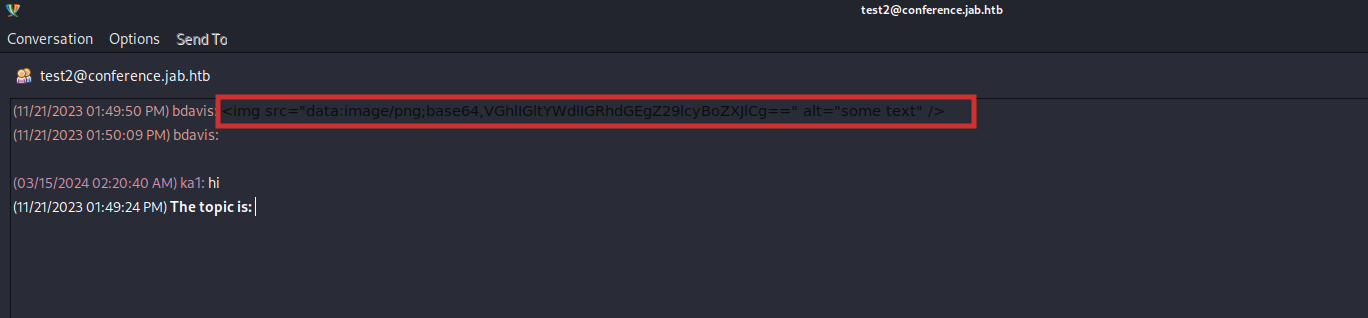 test2@conference.jab.htb
Conversation Options Send To
test2@conference.jab.htb
(11/21/2023 01:49:50 PM) bdavis: <img src="data:image/png;base64,VGhlIGltYWdlIGRhdGEgZ29lcyBoZXJlCg==" alt="some text" />
(11/21/2023 01:50:09 PM) bdavis:
(03/15/2024 02:20:40 AM) ka1: hi
(11/21/2023 01:49:24 PM) The topic is: